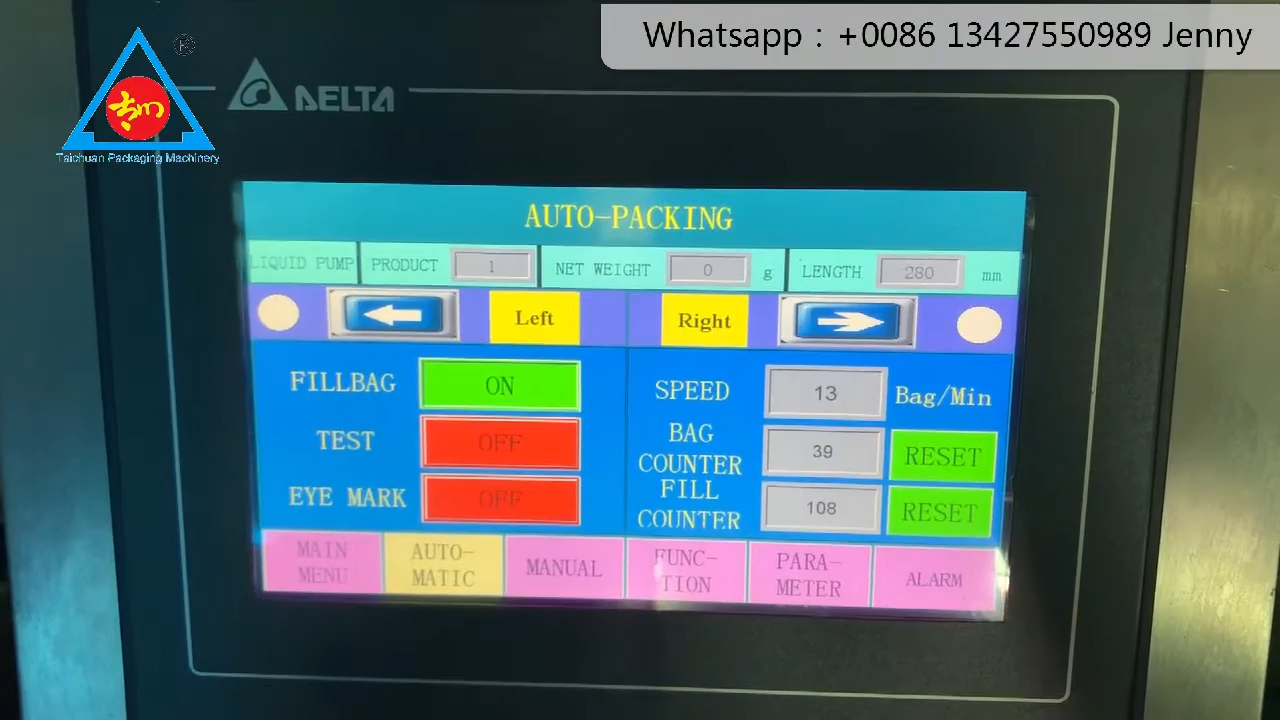 Whatsapp : +0086 13427550989 Jenny
R
DELTA
Taichuan Packaging Machinery
AUTO-PACKING
LIQUID PUMP PRODUCT 1 NET WEIGHT 0 g LENGTH 280 mm
Left Right
FILLBAG ON
SPEED 13 Bag/Min
TEST OFF
BAG
COUNTER 39 RESET
EYE MARK OFF
FILL
COUNTER 108 RESET
MAIN
MENU
AUTO-
MATIC
MANUAL
FUNC-
TION
PARA-
METER
ALARM